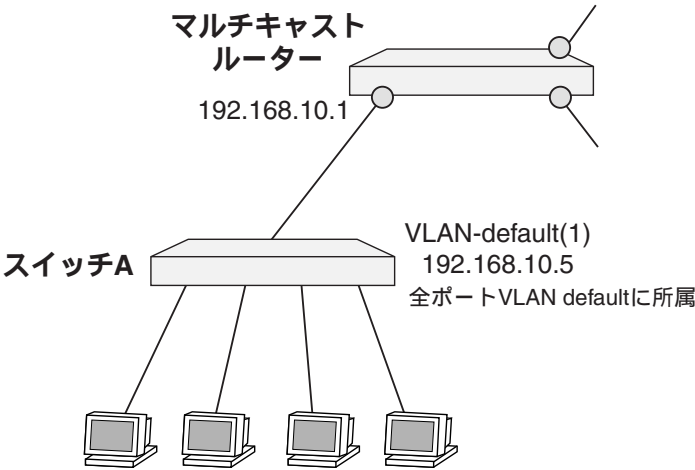 マルチキャスト
ルーター
192.168.10.1
スイッチA
VLAN-default(1)
192.168.10.5
全ポートVLAN defaultに所属